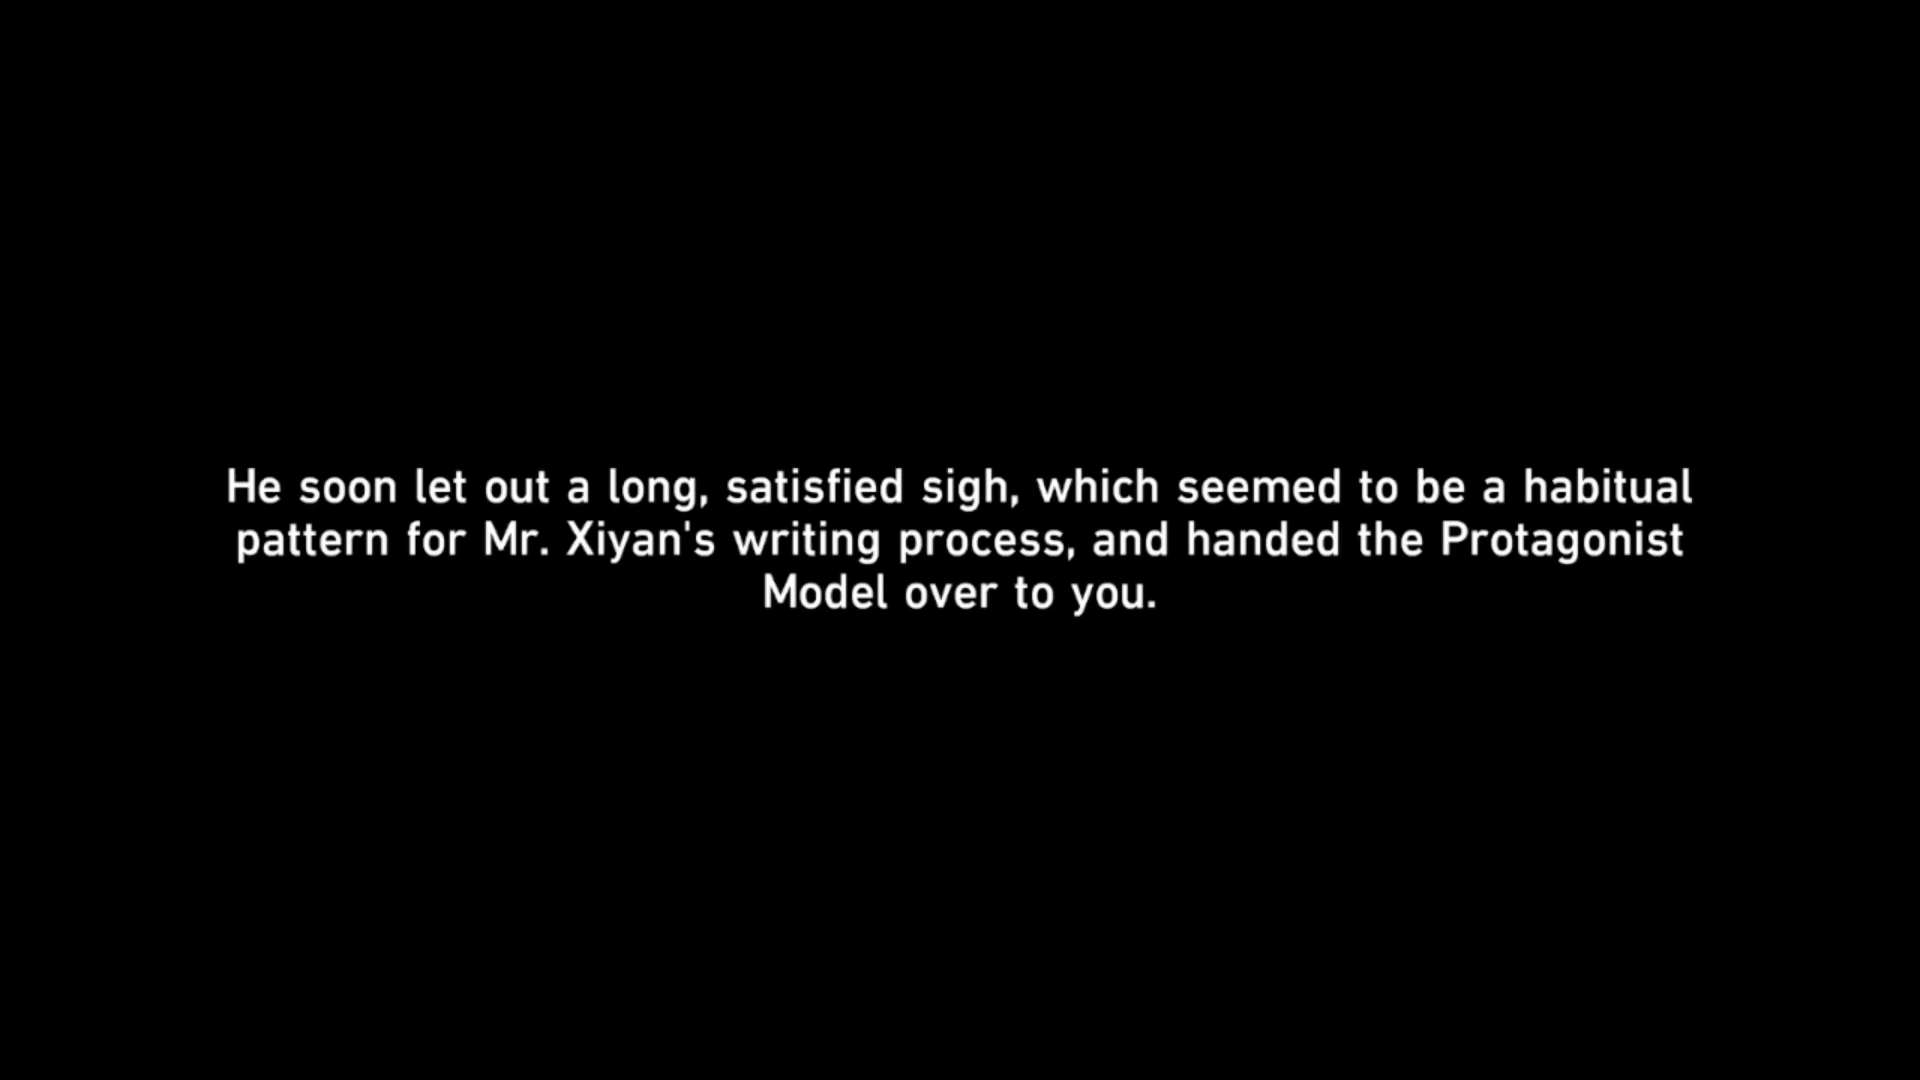 He soon let out a long, satisfied sigh, which seemed to be a habitual
pattern for Mr. Xiyan's writing process, and handed the Protagonist
Model over to you.